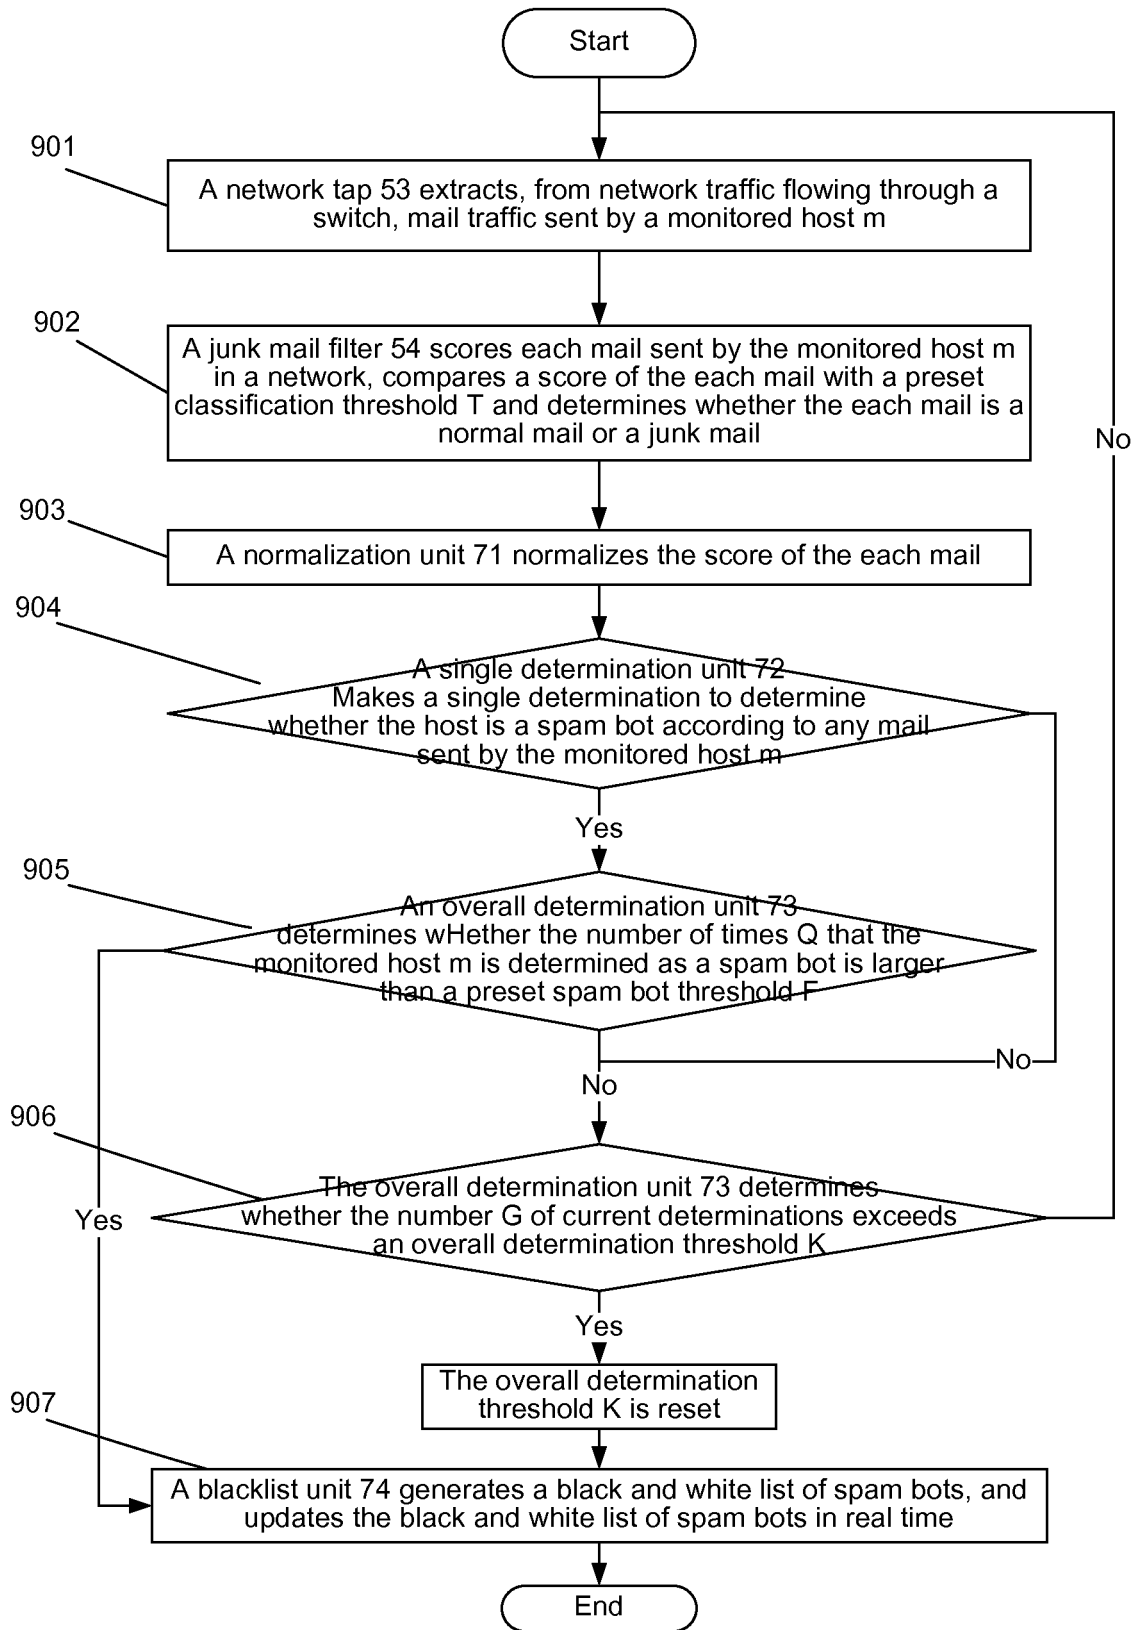 Start
901
A network tap 53 extracts, from network traffic flowing through a
switch, mail traffic sent by a monitored host m
902
A junk mail filter 54 scores each mail sent by the monitored host m
in a network, compares a score of the each mail with a preset
classification threshold T and determines whether the each mail is a
normal mail or a junk mail
No
903
A normalization unit 71 normalizes the score of the each mail
904
A single determination unit 72
Makes a single determination to determine
whether the host is a spam bot according to any mail
sent by the monitored host m
Yes
905
An overall determination unit 73
determines wHether the number of times Q that the
monitored host m is determined as a spam bot is larger
than a preset spam bot threshold F
No
No
906
The overall determination unit 73 determines
whether the number G of current determinations exceeds
an overall determination threshold K
Yes
Yes
The overall determination
threshold K is reset
907
A blacklist unit 74 generates a black and white list of spam bots, and
updates the black and white list of spam bots in real time
End